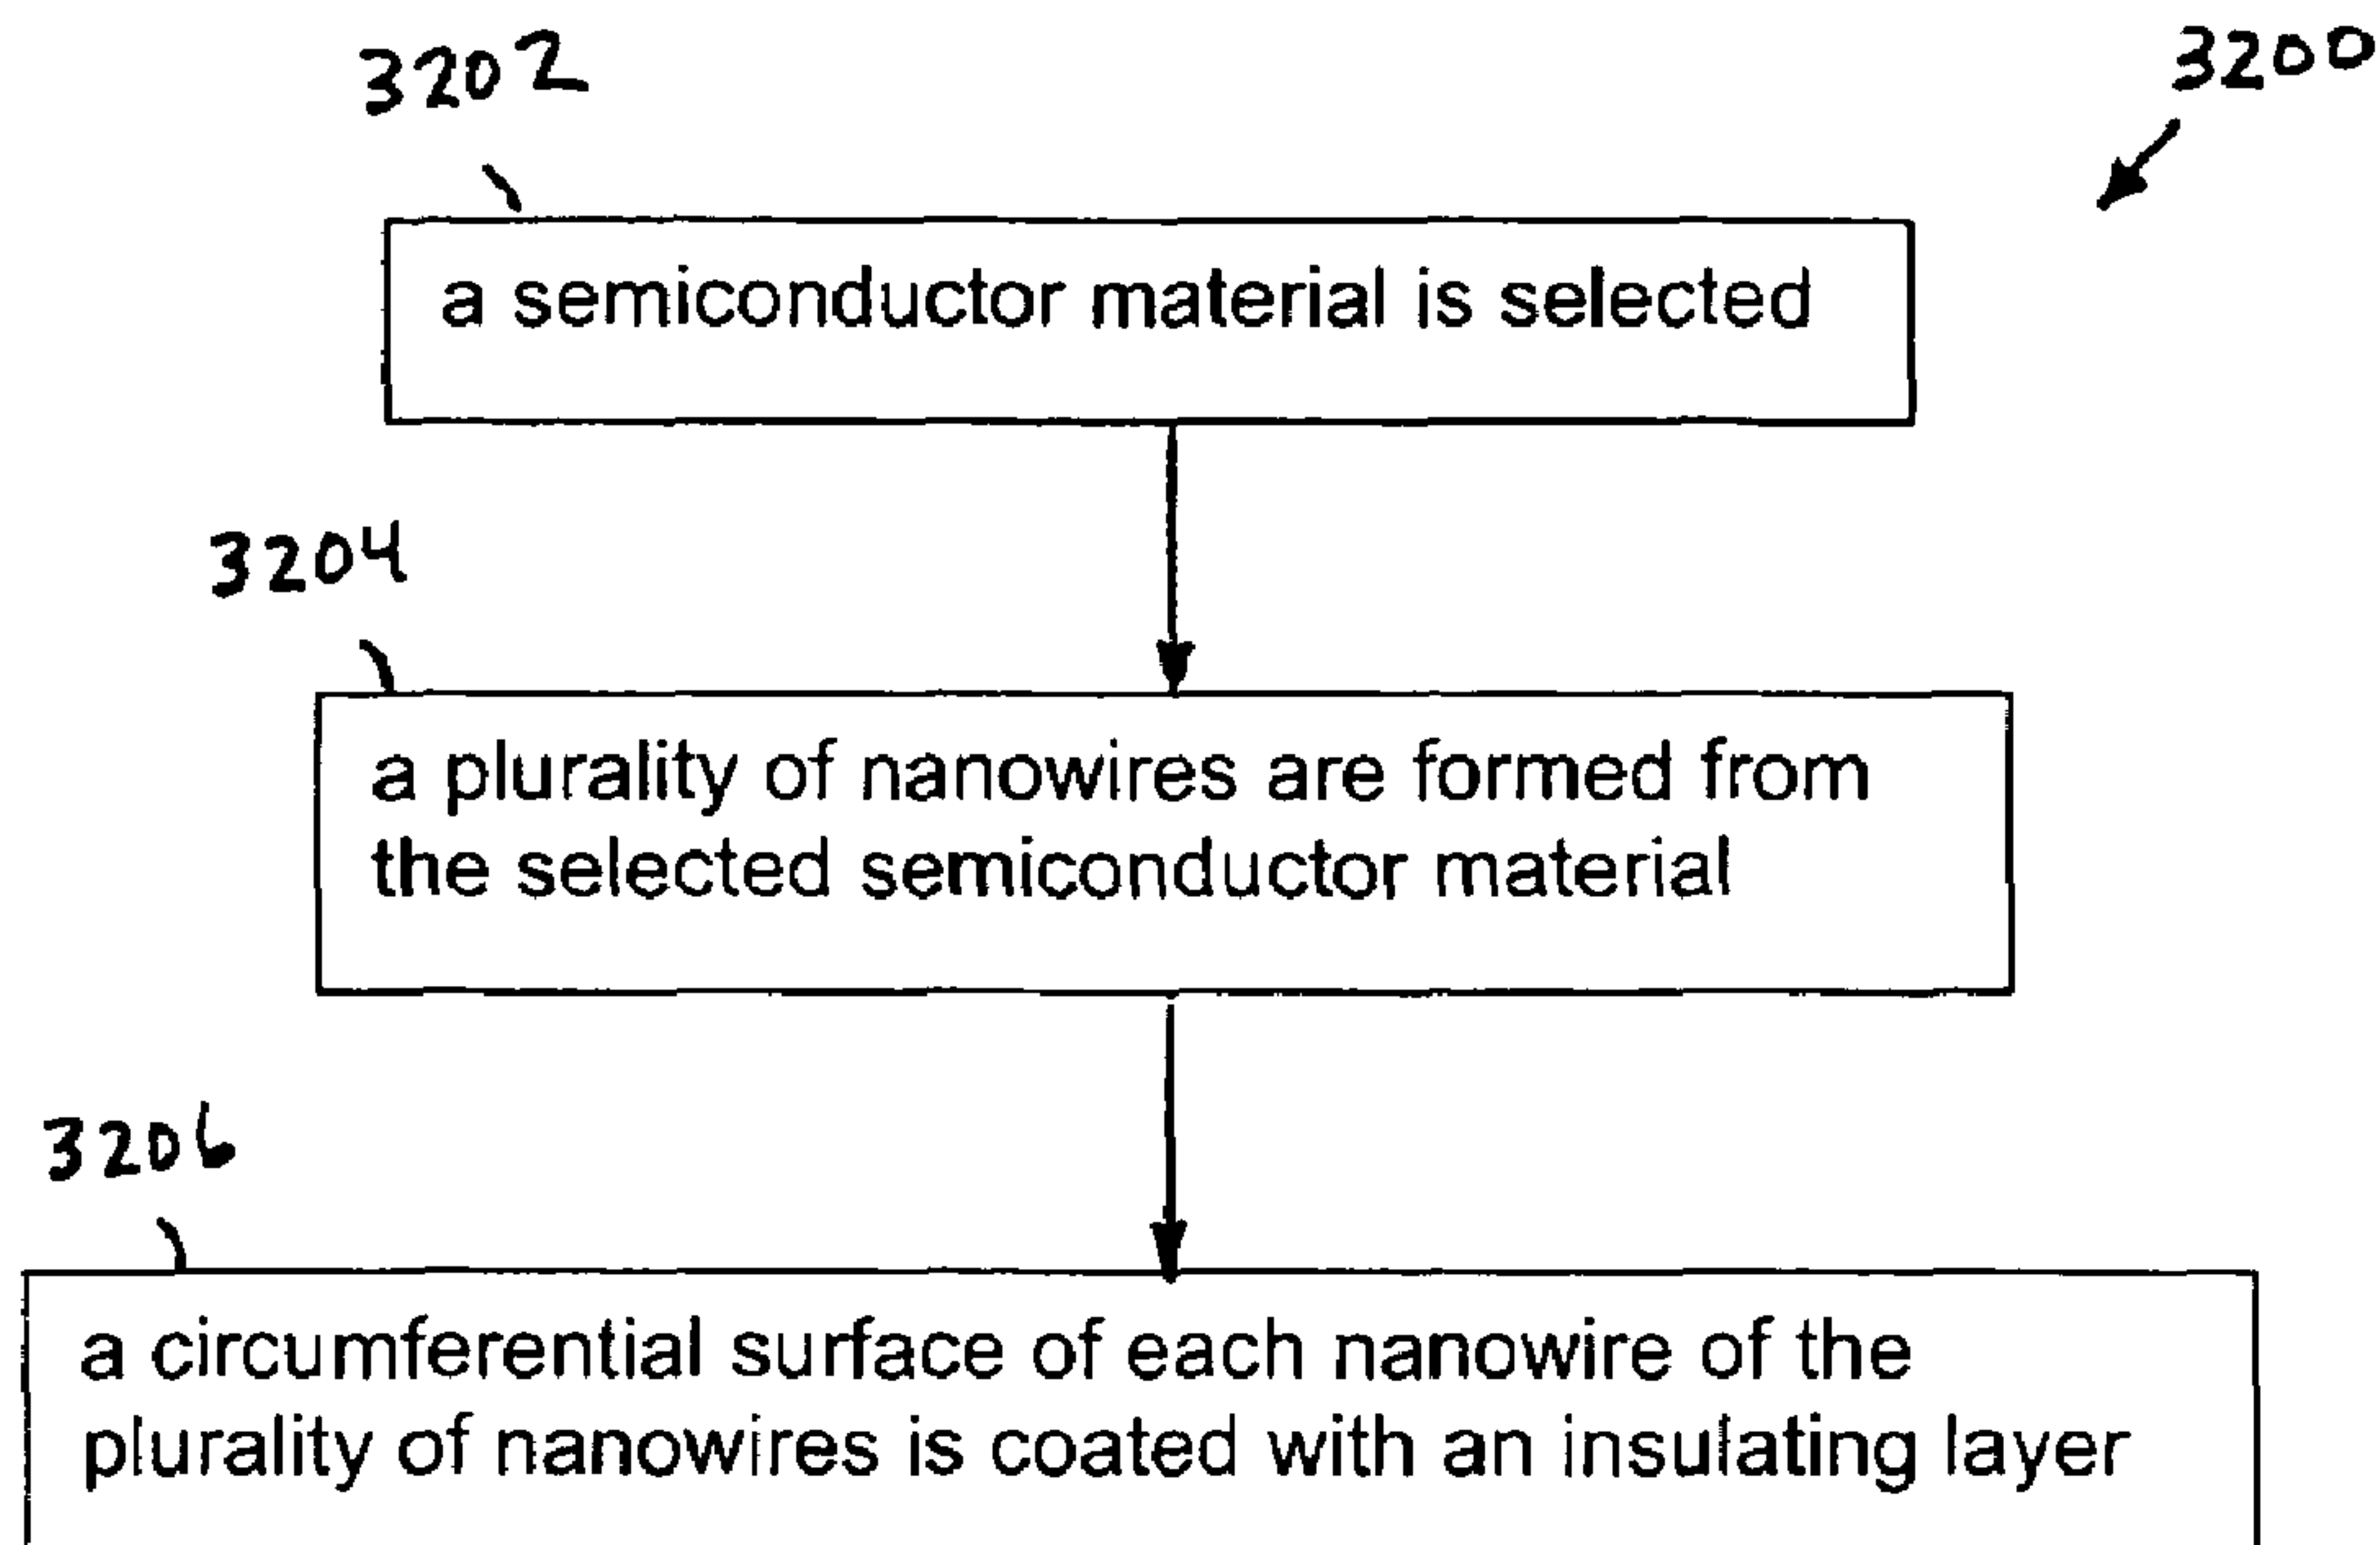 3202
3200
a semiconductor material is selected
3204
a plurality of nanowires are formed from
the selected semiconductor material
3206
a circumferential surface of each nanowire of the
plurality of nanowires is coated with an insulating layer